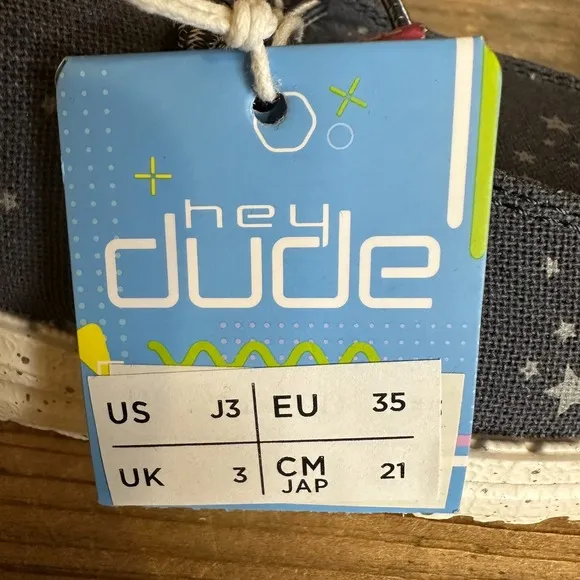 hey
dude
US J3 EU 35
UK 3 CM 21
JAP